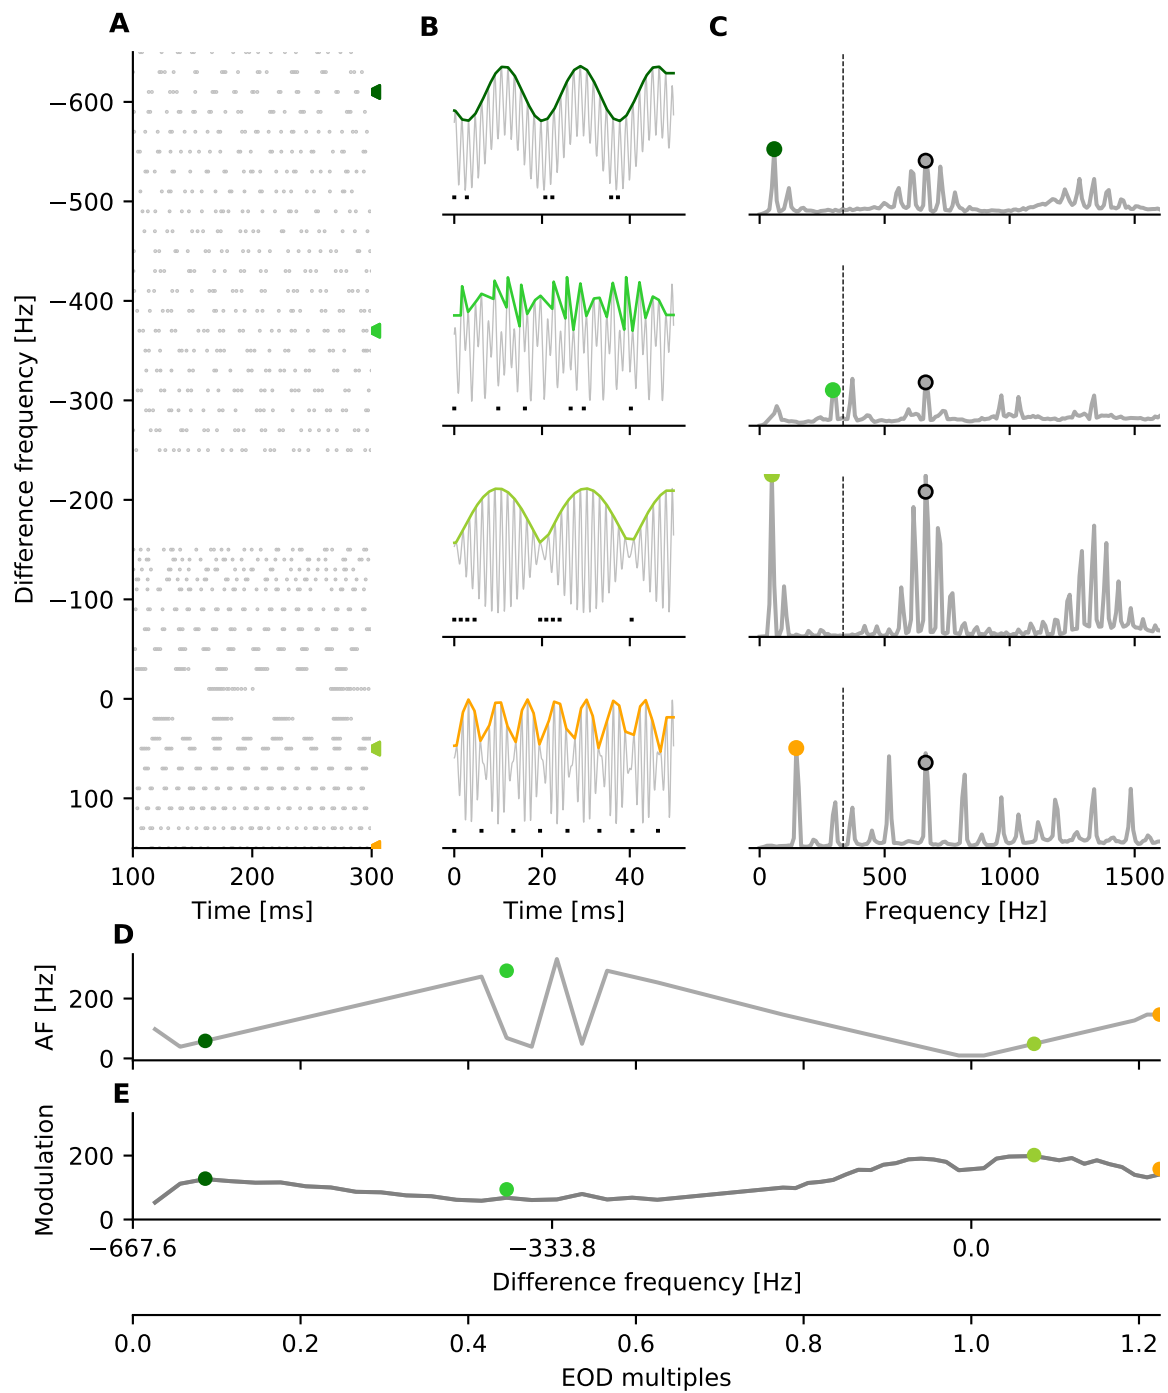 A
B
C
Difference frequency [Hz]
−600
−500
−400
−300
−200
−100
0
100
100 200 300
Time [ms]
0 20 40
Time [ms]
0 500 1000 1500
Frequency [Hz]
D
AF [Hz]
200
0
E
Modulation
200
0
−667.6 −333.8 0.0
Difference frequency [Hz]
0.0 0.2 0.4 0.6 0.8 1.0 1.2
EOD multiples